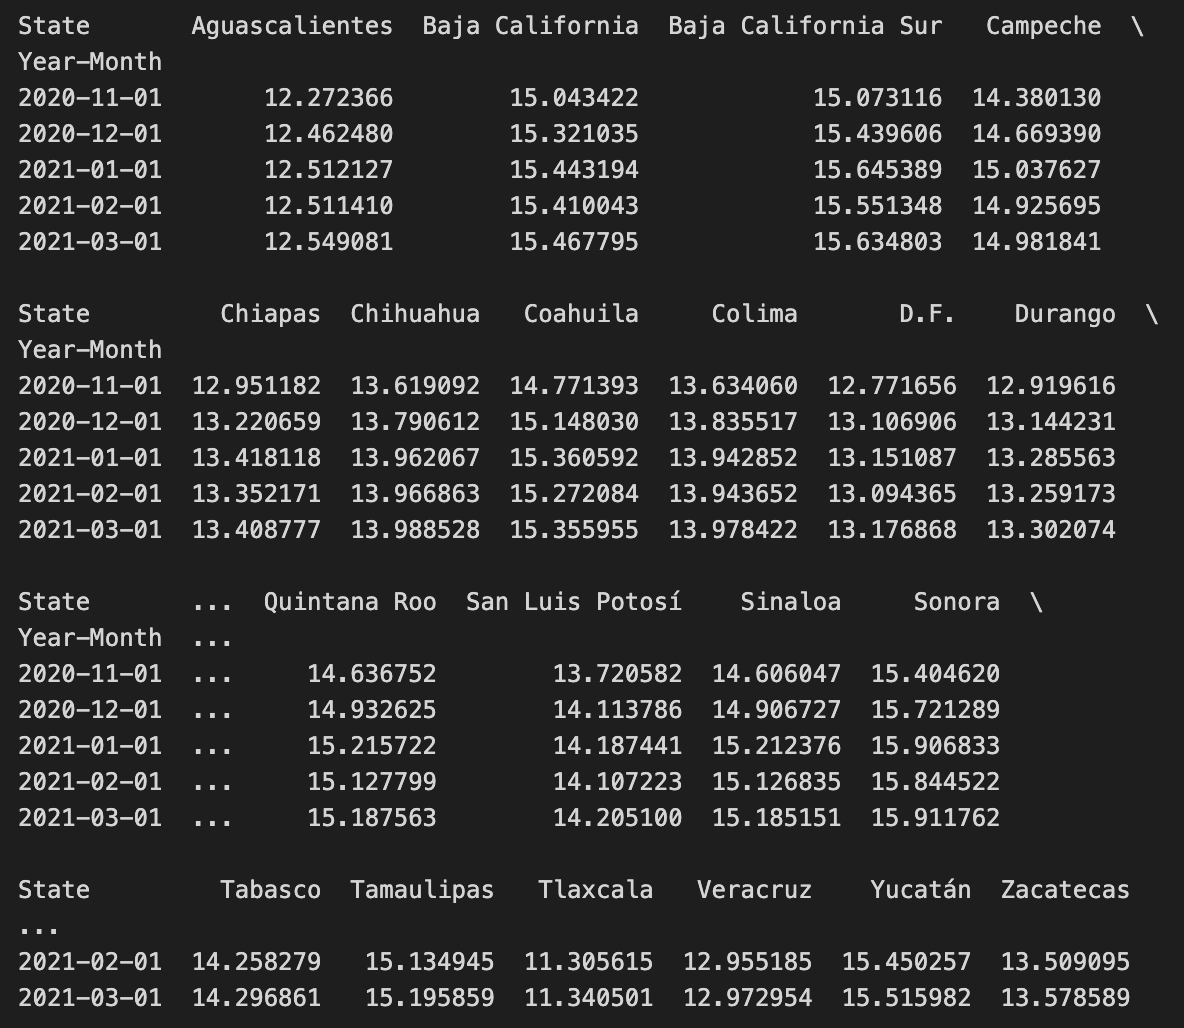 State       Aguascalientes  Baja California  Baja California Sur   Campeche  \
Year-Month
2020-11-01       12.272366        15.043422            15.073116  14.380130
2020-12-01       12.462480        15.321035            15.439606  14.669390
2021-01-01       12.512127        15.443194            15.645389  15.037627
2021-02-01       12.511410        15.410043            15.551348  14.925695
2021-03-01       12.549081        15.467795            15.634803  14.981841

State         Chiapas  Chihuahua   Coahuila     Colima       D.F.    Durango  \
Year-Month
2020-11-01  12.951182  13.619092  14.771393  13.634060  12.771656  12.919616
2020-12-01  13.220659  13.790612  15.148030  13.835517  13.106906  13.144231
2021-01-01  13.418118  13.962067  15.360592  13.942852  13.151087  13.285563
2021-02-01  13.352171  13.966863  15.272084  13.943652  13.094365  13.259173
2021-03-01  13.408777  13.988528  15.355955  13.978422  13.176868  13.302074

State       ...  Quintana Roo  San Luis Potosí    Sinaloa     Sonora  \
Year-Month  ...
2020-11-01  ...     14.636752        13.720582  14.606047  15.404620
2020-12-01  ...     14.932625        14.113786  14.906727  15.721289
2021-01-01  ...     15.215722        14.187441  15.212376  15.906833
2021-02-01  ...     15.127799        14.107223  15.126835  15.844522
2021-03-01  ...     15.187563        14.205100  15.185151  15.911762

State         Tabasco  Tamaulipas   Tlaxcala   Veracruz    Yucatán  Zacatecas
...
2021-02-01  14.258279   15.134945  11.305615  12.955185  15.450257  13.509095
2021-03-01  14.296861   15.195859  11.340501  12.972954  15.515982  13.578589